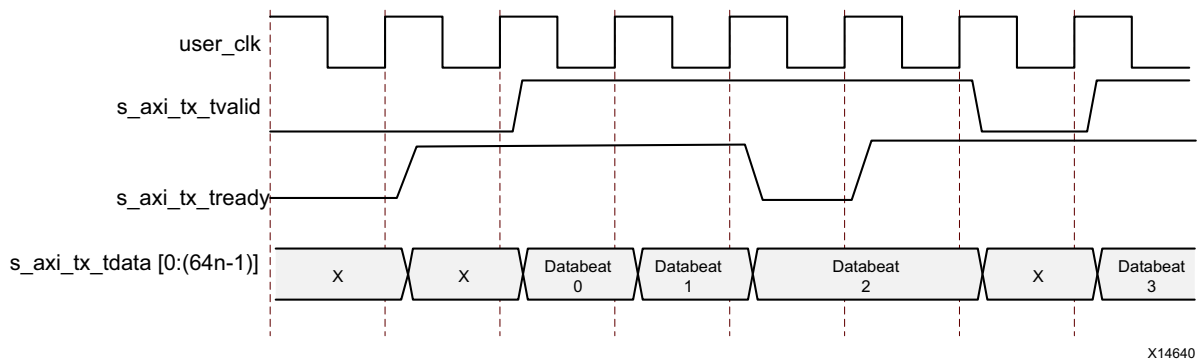 user_clk
s_axi_tx_tvalid
s_axi_tx_tready
s_axi_tx_tdata [0:(64n-1)]
X
X
Databeat
0
Databeat
1
Databeat
2
X
Databeat
3
X14640